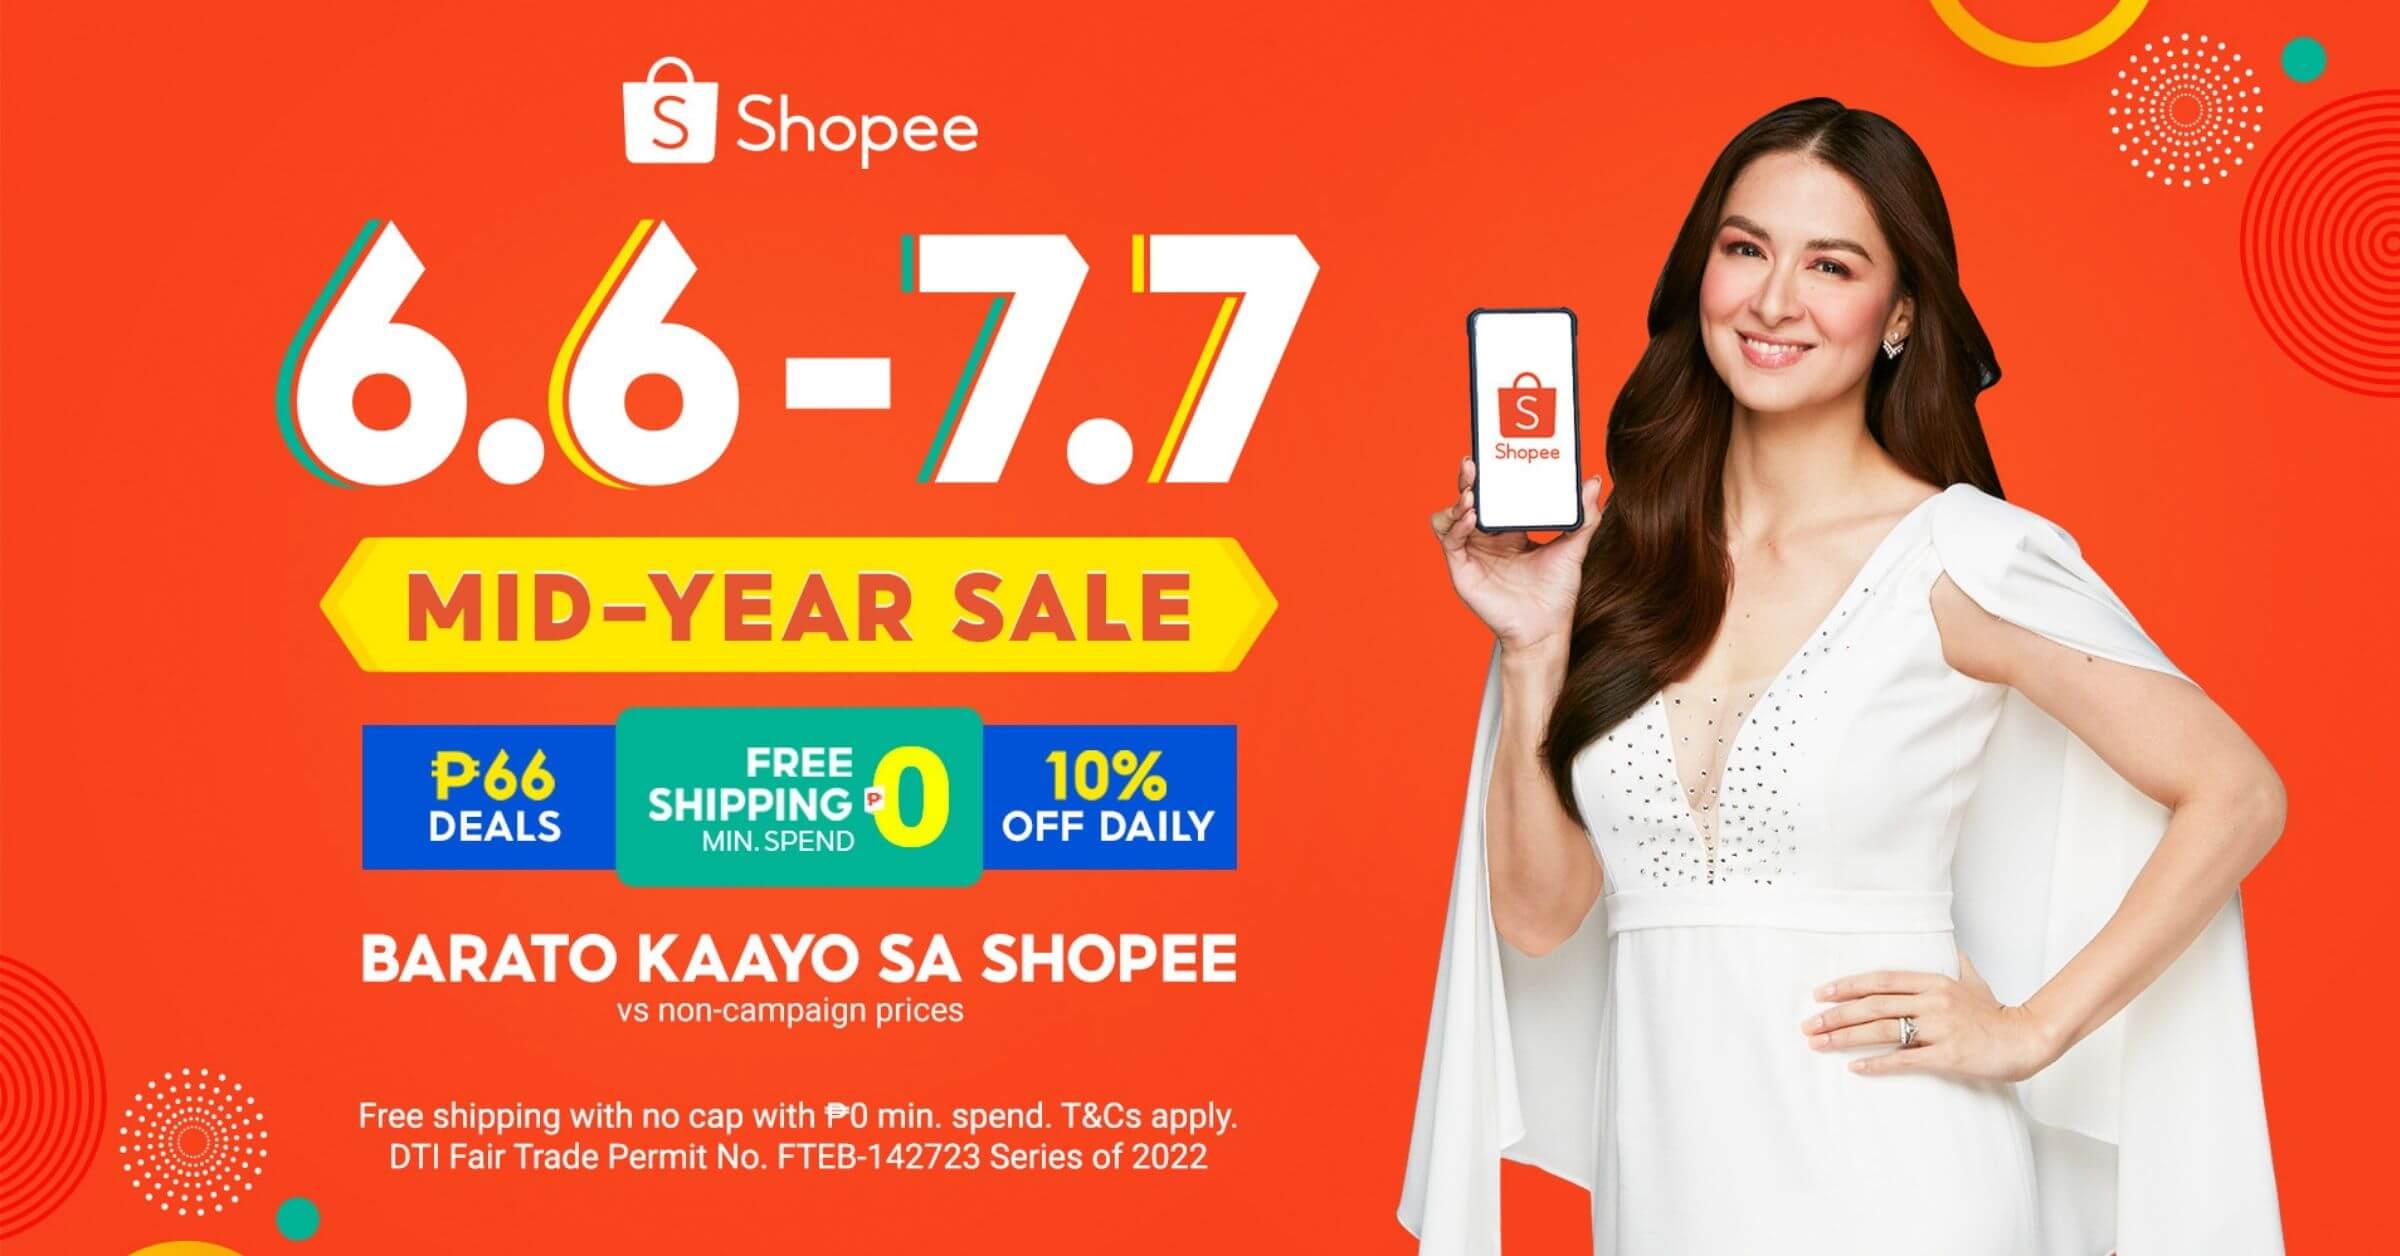 S Shopee
6.6-7.7
MID-YEAR SALE
₱66
DEALS
FREE
SHIPPING
MIN. SPEND
₱0
10%
OFF DAILY
BARATO KAAYO SA SHOPEE
vs non-campaign prices
Free shipping with no cap with ₱0 min. spend. T&Cs apply.
DTI Fair Trade Permit No. FTEB-142723 Series of 2022
S
Shopee